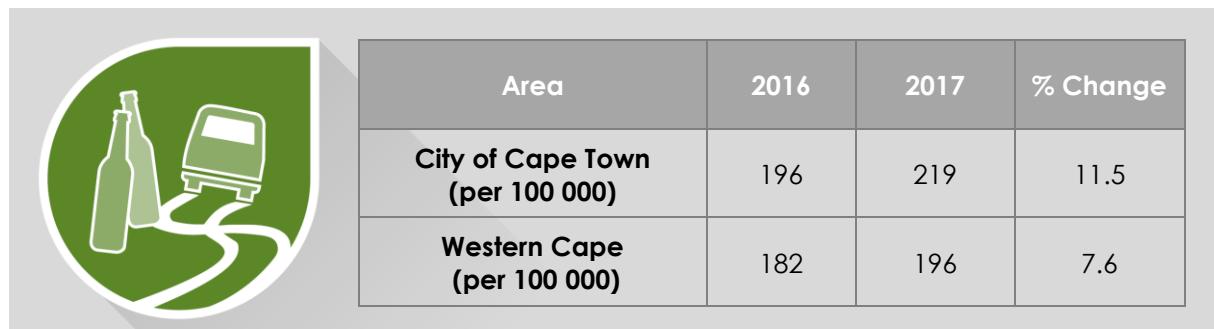 Area 2016 2017 % Change
City of Cape Town
(per 100 000) 196 219 11.5
Western Cape
(per 100 000) 182 196 7.6